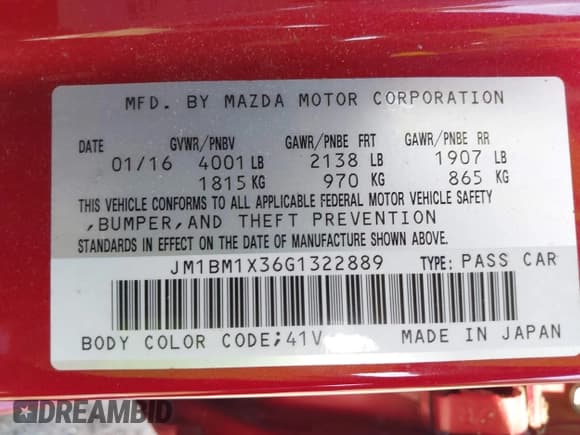 MFD. BY MAZDA MOTOR CORPORATION
DATE GVWR/PNBV GAWR/PNBE FRT GAWR/PNBE RR
01/16 4001 LB 2138 LB 1907 LB
1815 KG 970 KG 865 KG
THIS VEHICLE CONFORMS TO ALL APPLICABLE FEDERAL MOTOR VEHICLE SAFETY
,BUMPER,AND THEFT PREVENTION
STANDARDS IN EFFECT ON THE DATE OF MANUFACTURE SHOWN ABOVE.
JM1BM1X36G1322889 TYPE: PASS CAR
BODY COLOR CODE;41V MADE IN JAPAN
DREAMBID